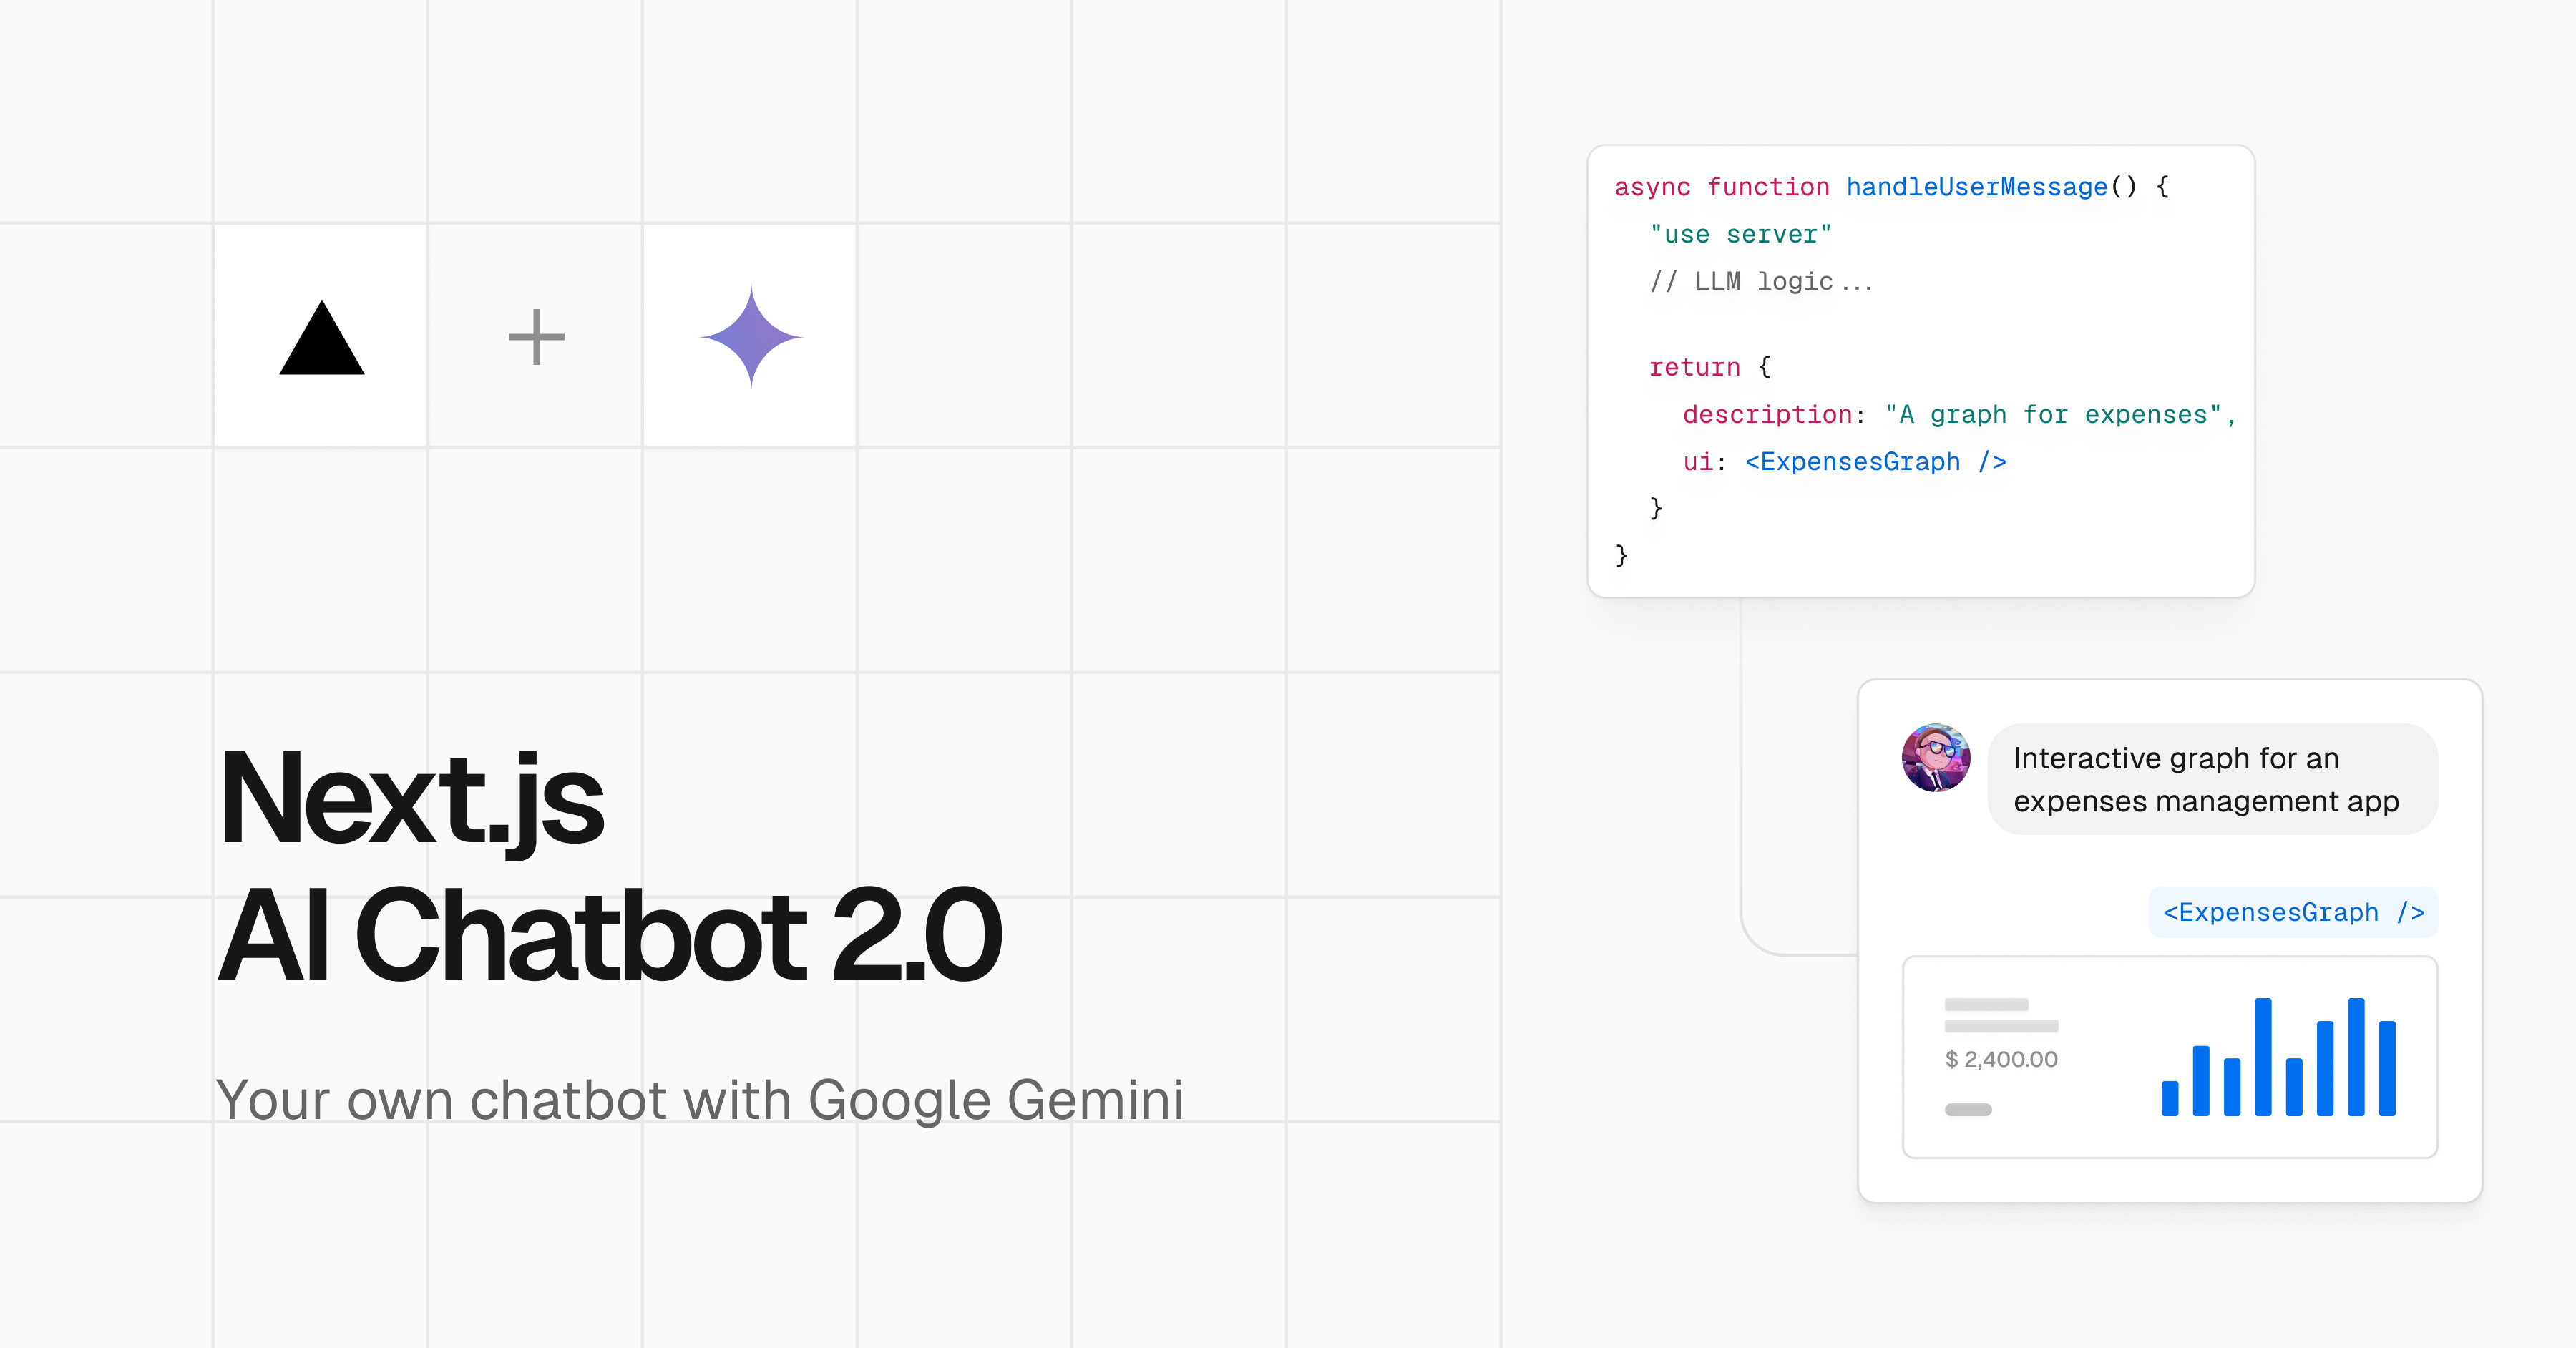 Next.js
AI Chatbot 2.0
Your own chatbot with Google Gemini
async function handleUserMessage() {
"use server"
// LLM logic...
return {
description: "A graph for expenses",
ui: <ExpensesGraph />
}
}
Interactive graph for an
expenses management app
<ExpensesGraph />
$ 2,400.00